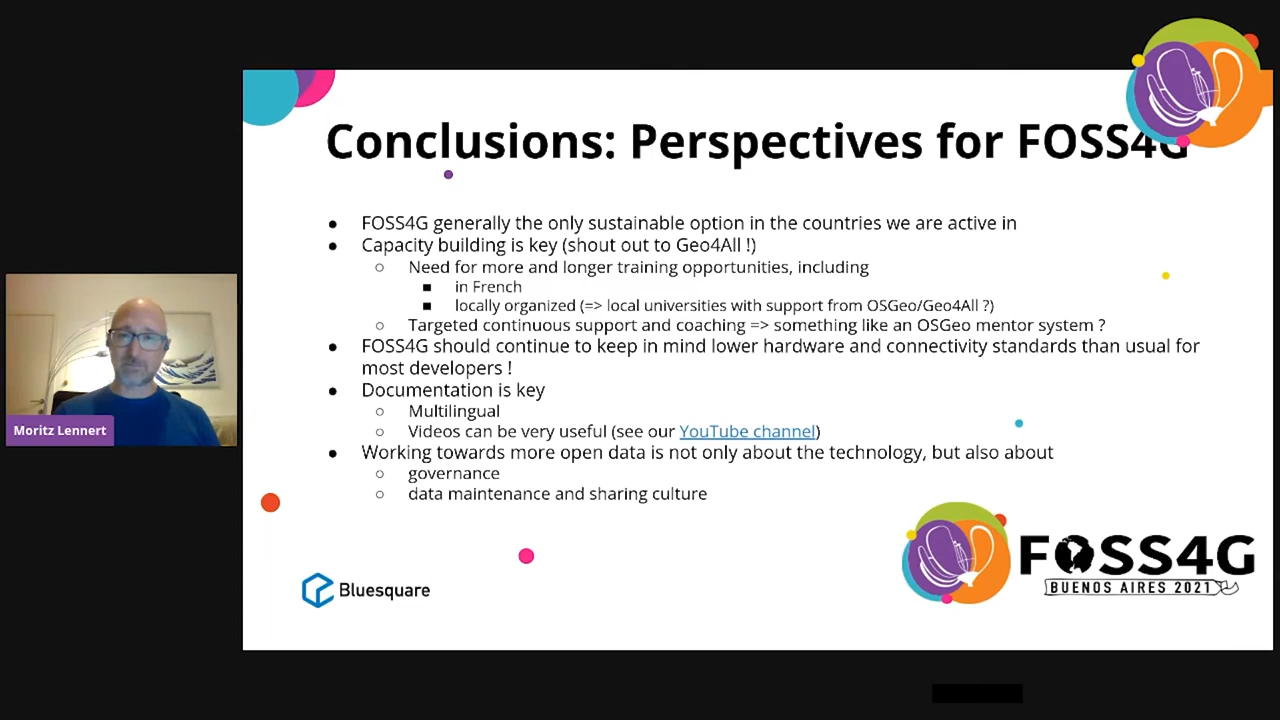 Conclusions: Perspectives for FOSS4G
● FOSS4G generally the only sustainable option in the countries we are active in
● Capacity building is key (shout out to Geo4All !)
○ Need for more and longer training opportunities, including
■ in French
■ locally organized (=> local universities with support from OSGeo/Geo4All ?)
○ Targeted continuous support and coaching => something like an OSGeo mentor system ?
● FOSS4G should continue to keep in mind lower hardware and connectivity standards than usual for
most developers !
● Documentation is key
○ Multilingual
○ Videos can be very useful (see our YouTube channel)
● Working towards more open data is not only about the technology, but also about
○ governance
○ data maintenance and sharing culture
Moritz Lennert
Bluesquare
FOSS4G
BUENOS AIRES 2021